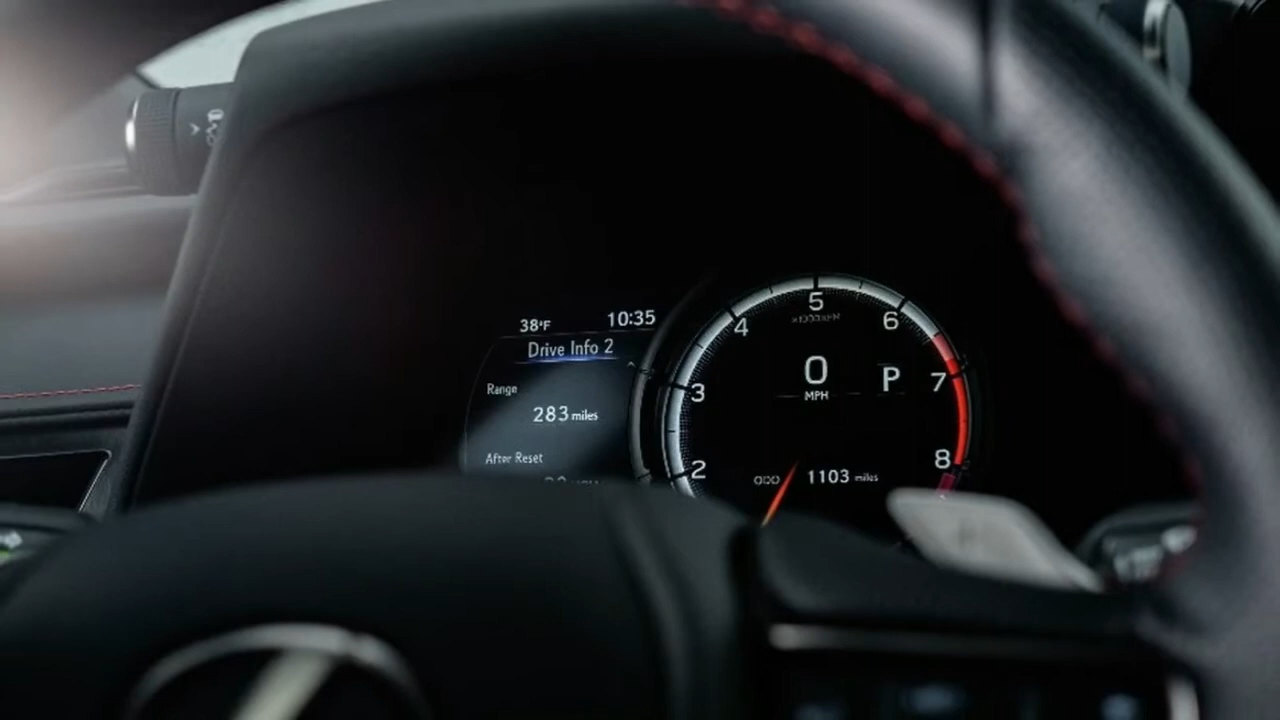 38°F 10:35
Drive Info 2
Range
283 miles
After Reset
5
4
6
3
7
2
8
0
MPH
P
ODO 1103 miles